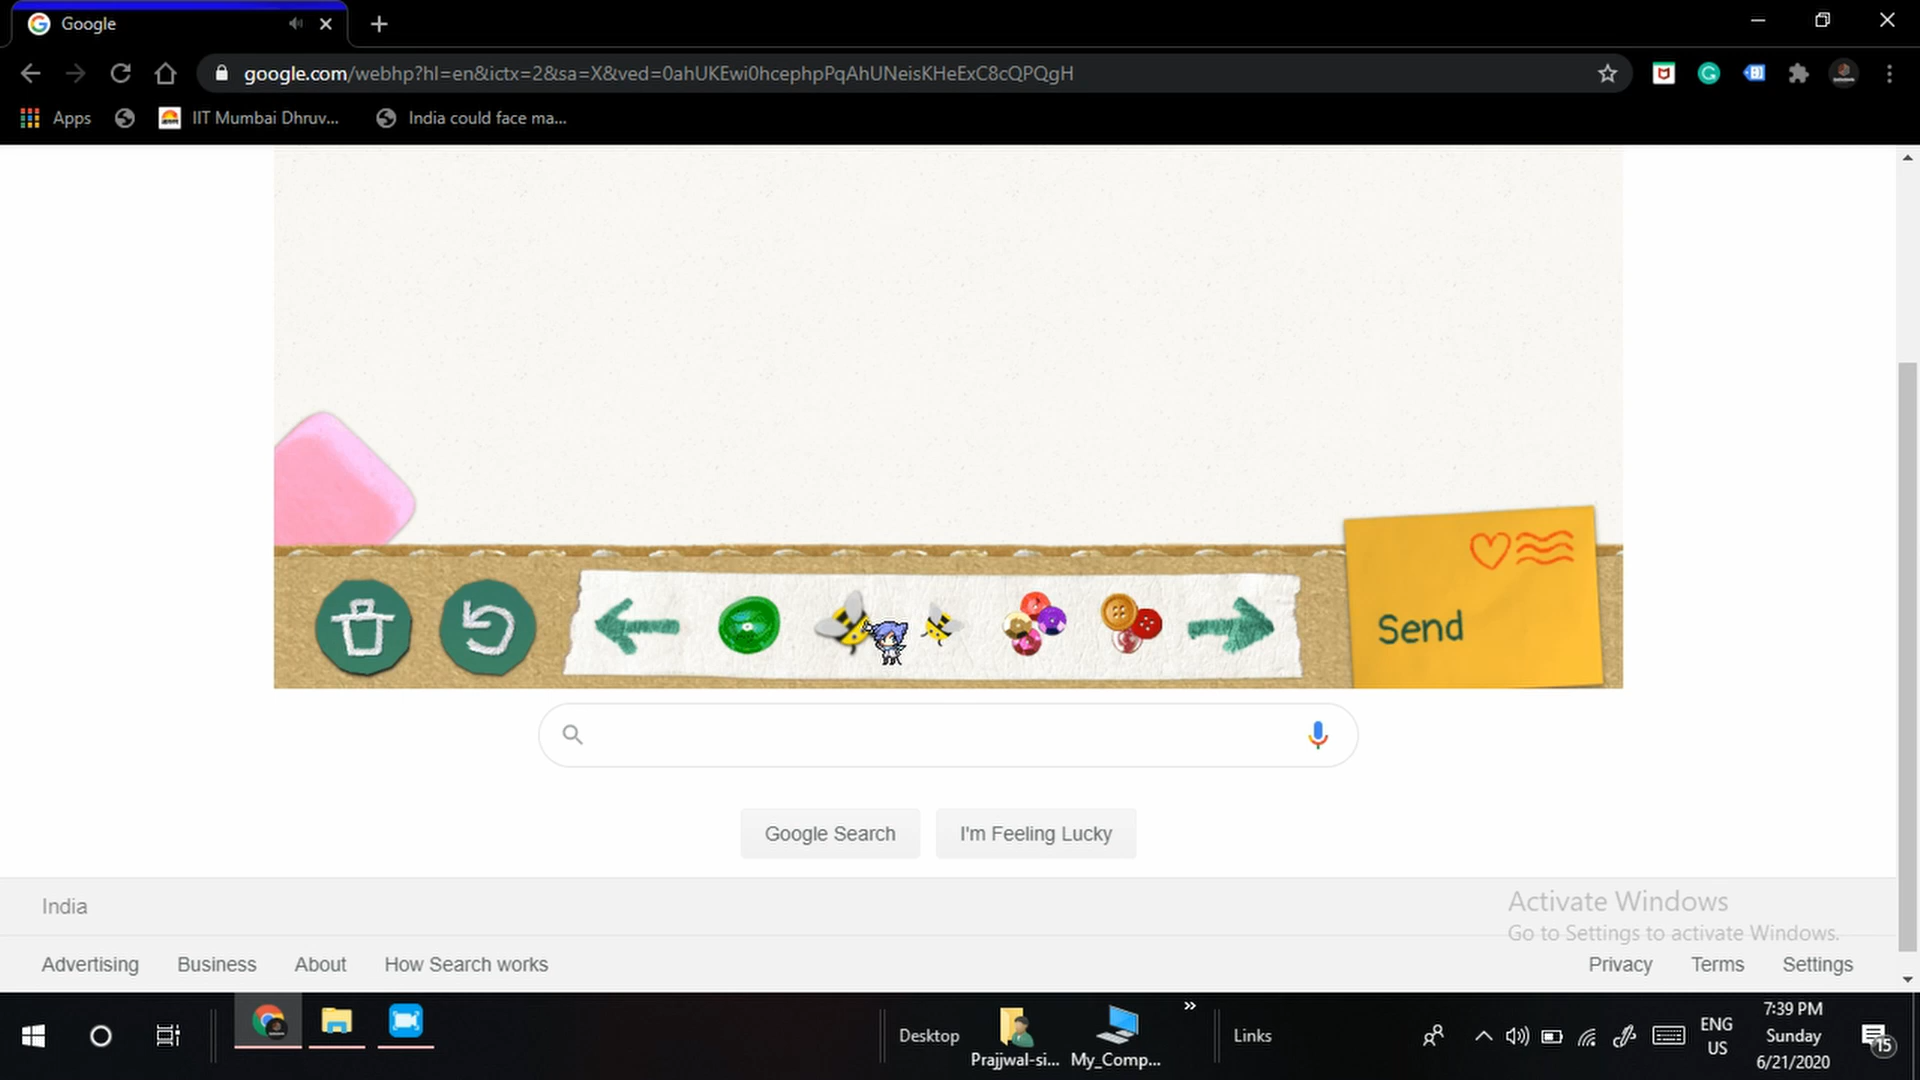 Google
google.com/webhp?hl=en&ictx=2&sa=X&ved=0ahUKEwi0hcephpPqAhUNeisKHeExC8cQPQgH
Apps
IIT Mumbai Dhruv...
India could face ma...
Send
Google Search
I'm Feeling Lucky
India
Activate Windows
Go to Settings to activate Windows.
Advertising
Business
About
How Search works
Privacy
Terms
Settings
Desktop
Prajjwal-si...
My_Comp...
Links
ENG
US
7:39 PM
Sunday
6/21/2020
15